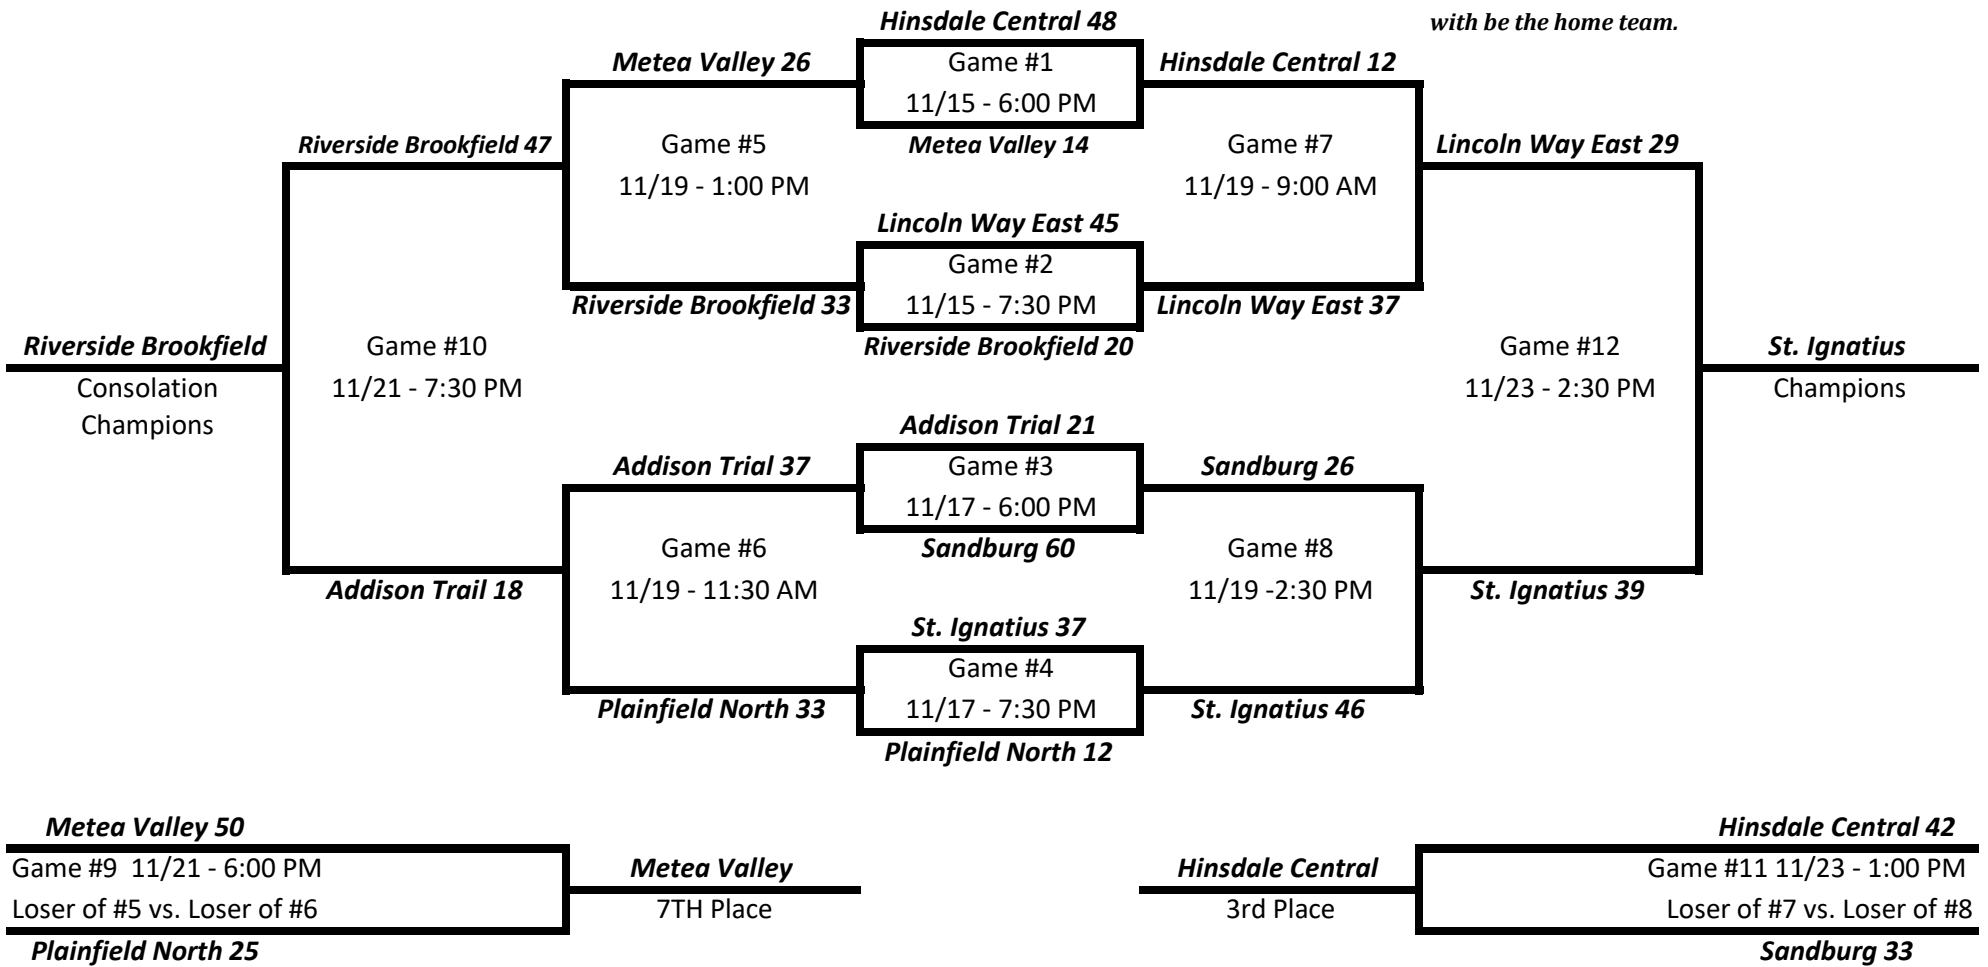 Hinsdale Central 48
with be the home team.
Metea Valley 26
Game #1
Hinsdale Central 12
11/15 - 6:00 PM
Riverside Brookfield 47
Game #5
Metea Valley 14
Game #7
Lincoln Way East 29
11/19 - 1:00 PM
11/19 - 9:00 AM
Lincoln Way East 45
Game #2
Riverside Brookfield 33
11/15 - 7:30 PM
Lincoln Way East 37
Riverside Brookfield
Game #10
Riverside Brookfield 20
Game #12
St. Ignatius
Consolation
Champions
11/21 - 7:30 PM
11/23 - 2:30 PM
Champions
Addison Trial 21
Addison Trial 37
Game #3
Sandburg 26
11/17 - 6:00 PM
Game #6
Sandburg 60
Game #8
Addison Trail 18
11/19 - 11:30 AM
11/19 -2:30 PM
St. Ignatius 39
St. Ignatius 37
Game #4
Plainfield North 33
11/17 - 7:30 PM
St. Ignatius 46
Plainfield North 12
Metea Valley 50
Hinsdale Central 42
Game #9 11/21 - 6:00 PM
Metea Valley
Hinsdale Central
Game #11 11/23 - 1:00 PM
Loser of #5 vs. Loser of #6
7TH Place
3rd Place
Loser of #7 vs. Loser of #8
Plainfield North 25
Sandburg 33